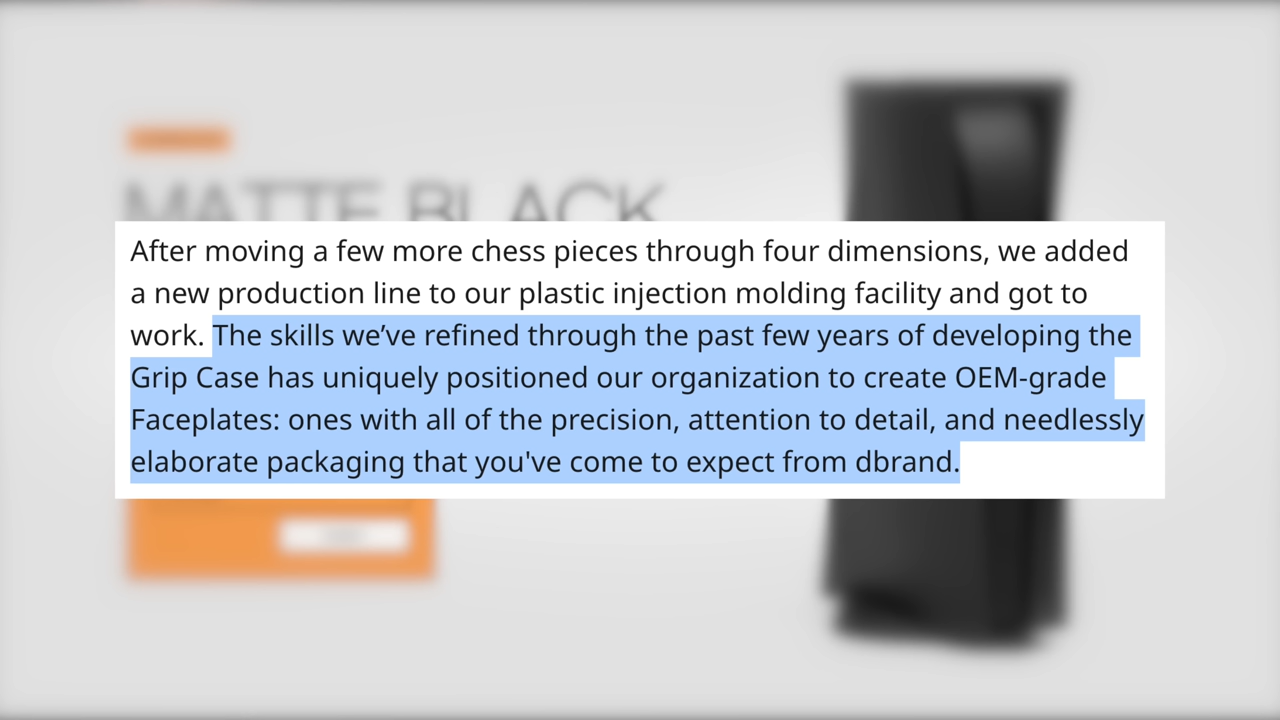 MATTE BLACK
After moving a few more chess pieces through four dimensions, we added
a new production line to our plastic injection molding facility and got to
work. The skills we’ve refined through the past few years of developing the
Grip Case has uniquely positioned our organization to create OEM-grade
Faceplates: ones with all of the precision, attention to detail, and needlessly
elaborate packaging that you've come to expect from dbrand.